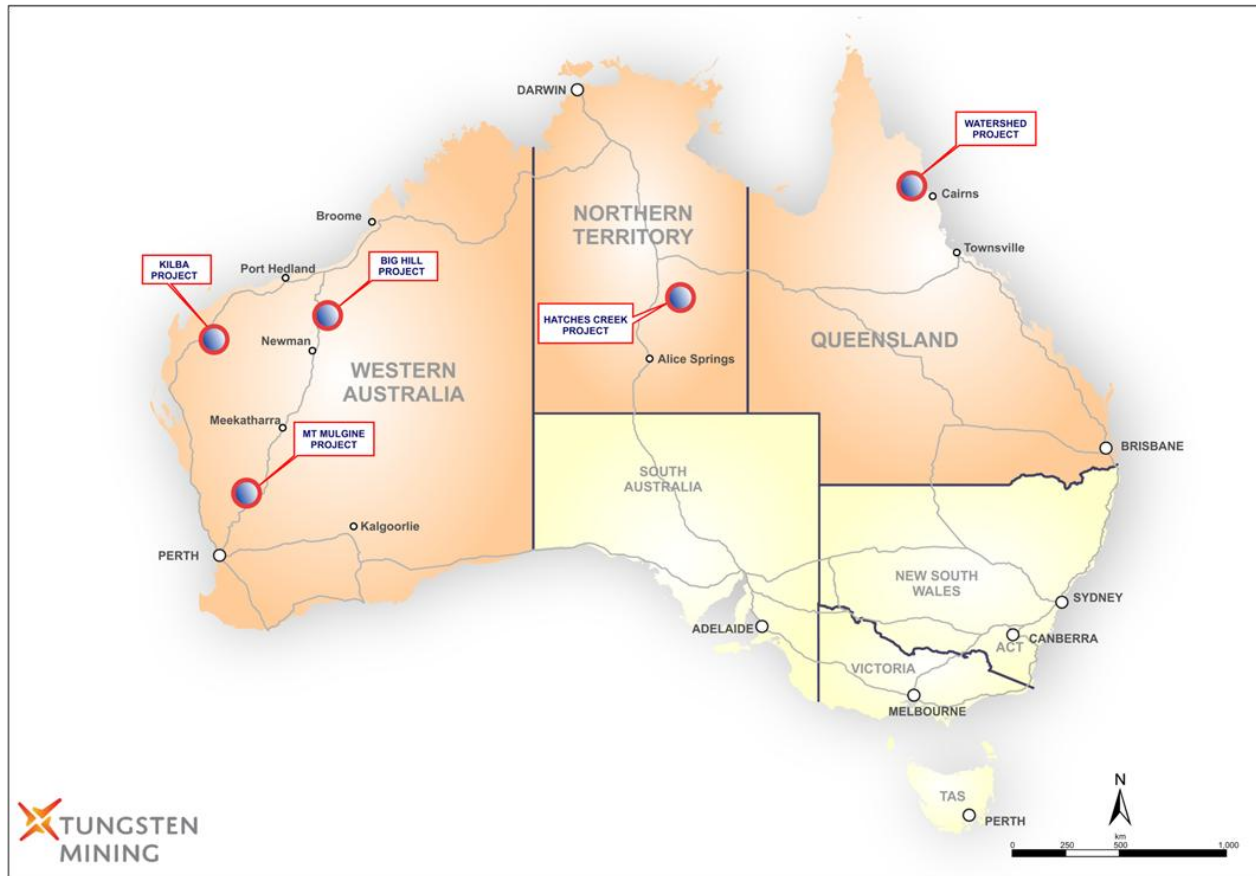 DARWIN
WATERSHED
PROJECT
Cairns
NORTHERN
TERRITORY
Broome
Townsville
KILBA
PROJECT
Port Hedland
BIG HILL
PROJECT
HATCHES CREEK
PROJECT
Newman
QUEENSLAND
WESTERN
AUSTRALIA
Alice Springs
Meekatharra
MT MULGINE
PROJECT
BRISBANE
SOUTH
AUSTRALIA
Kalgoorlie
PERTH
NEW SOUTH
WALES
SYDNEY
ADELAIDE
CANBERRA
ACT
VICTORIA
MELBOURNE
TAS
PERTH
N
km
0 250 500 1,000
TUNGSTEN
MINING